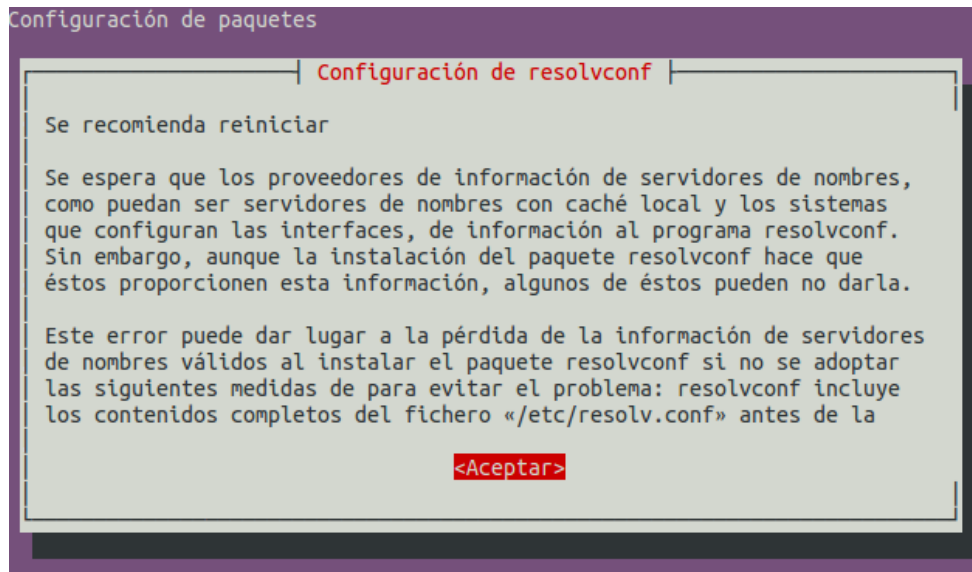 Configuración de paquetes
Configuración de resolvconf
Se recomienda reiniciar
Se espera que los proveedores de información de servidores de nombres,
como puedan ser servidores de nombres con caché local y los sistemas
que configuran las interfaces, de información al programa resolvconf.
Sin embargo, aunque la instalación del paquete resolvconf hace que
éstos proporcionen esta información, algunos de éstos pueden no darla.
Este error puede dar lugar a la pérdida de la información de servidores
de nombres válidos al instalar el paquete resolvconf si no se adoptar
las siguientes medidas de para evitar el problema: resolvconf incluye
los contenidos completos del fichero «/etc/resolv.conf» antes de la
<Aceptar>